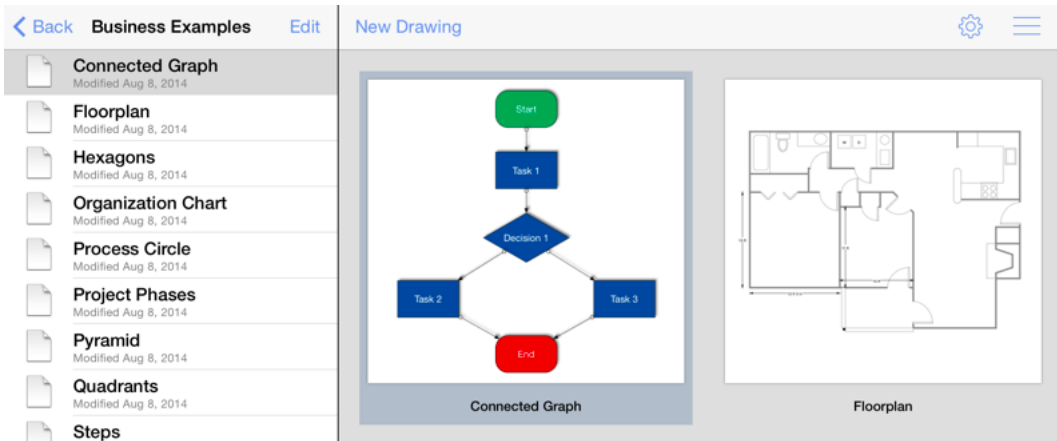 Back Business Examples Edit
Connected Graph
Modified Aug 8, 2014
Floorplan
Modified Aug 8, 2014
Hexagons
Modified Aug 8, 2014
Organization Chart
Modified Aug 8, 2014
Process Circle
Modified Aug 8, 2014
Project Phases
Modified Aug 8, 2014
Pyramid
Modified Aug 8, 2014
Quadrants
Modified Aug 8, 2014
Steps
New Drawing
Start
Task 1
Decision 1
Task 2 Task 3
End
Connected Graph
Floorplan